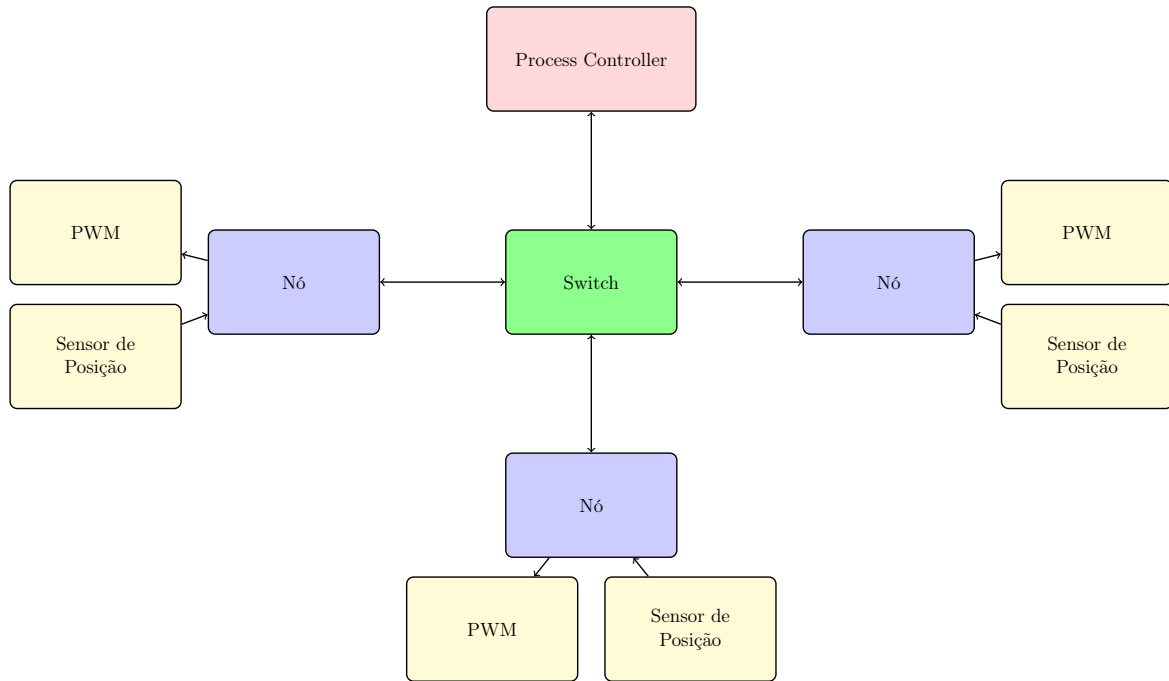 Process Controller
PWM
Nó
Switch
Nó
PWM
Sensor de
Posição
Sensor de
Posição
Nó
PWM
Sensor de
Posição